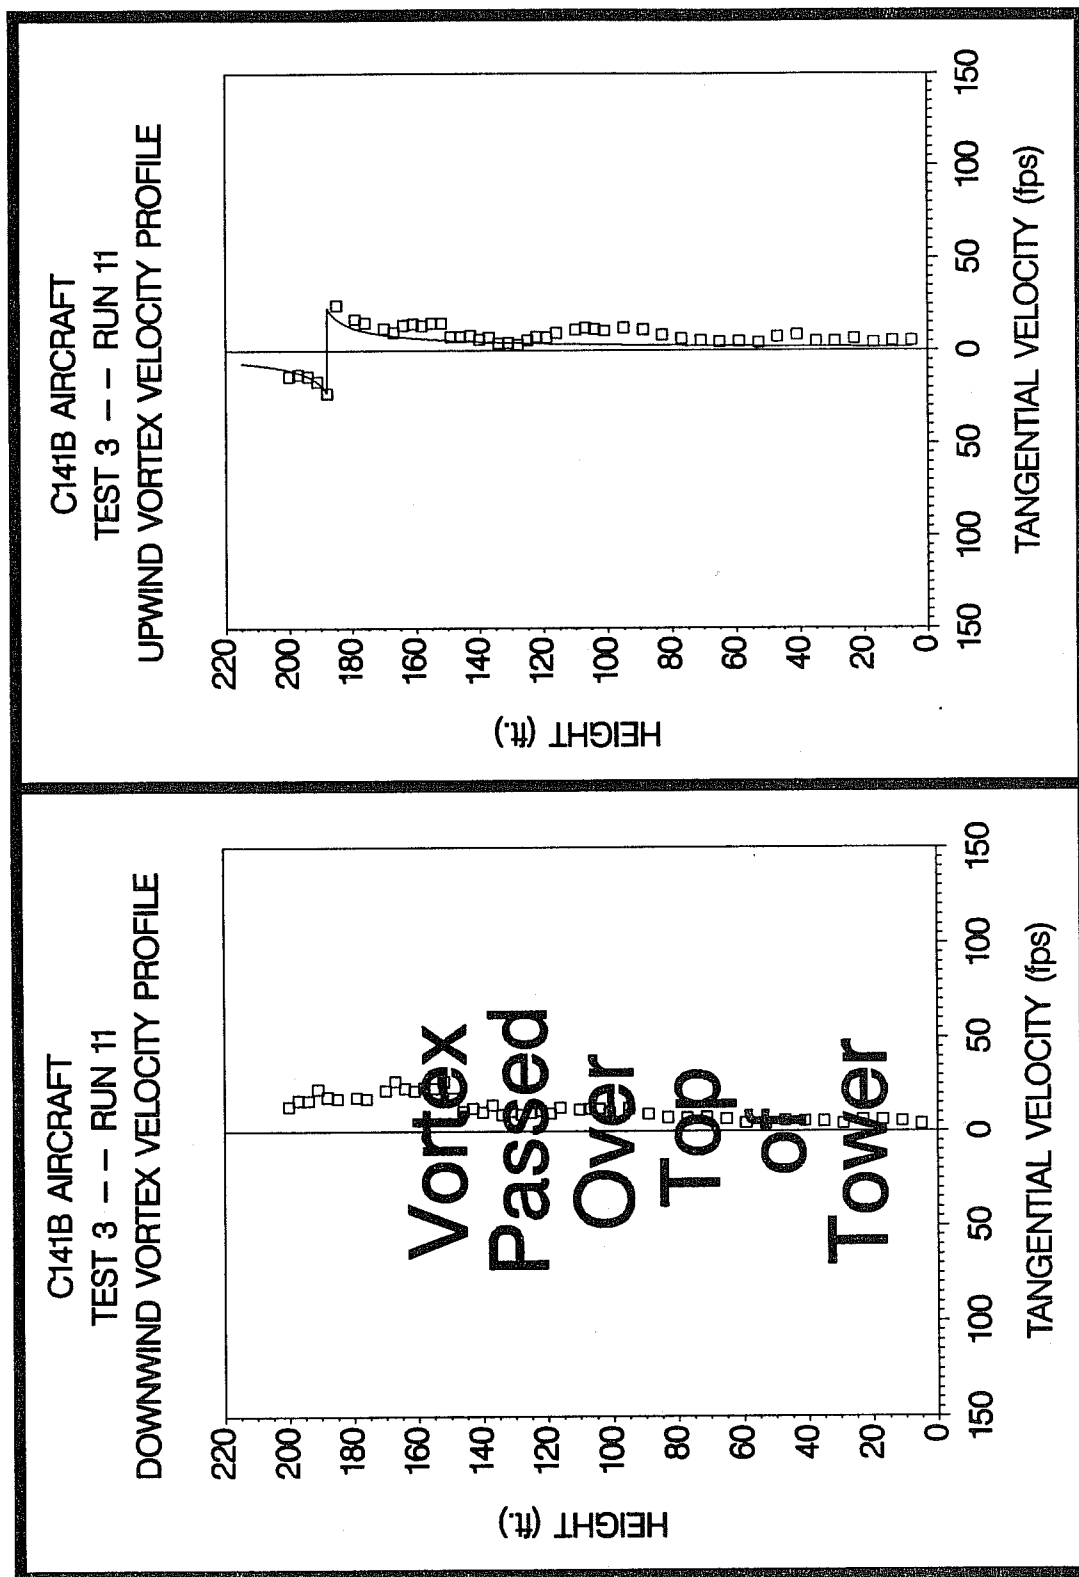 C141B AIRCRAFT
TEST 3 -- RUN 11
DOWNWIND VORTEX VELOCITY PROFILE
HEIGHT (ft.)
220
200
180
160
140
120
100
80
60
40
20
0
Vortex
Passed
Over
Top
of
Tower
150
100
50
0
50
100
150
TANGENTIAL VELOCITY (fps)
C141B AIRCRAFT
TEST 3 -- RUN 11
UPWIND VORTEX VELOCITY PROFILE
HEIGHT (ft.)
220
200
180
160
140
120
100
80
60
40
20
0
150
100
50
0
50
100
150
TANGENTIAL VELOCITY (fps)